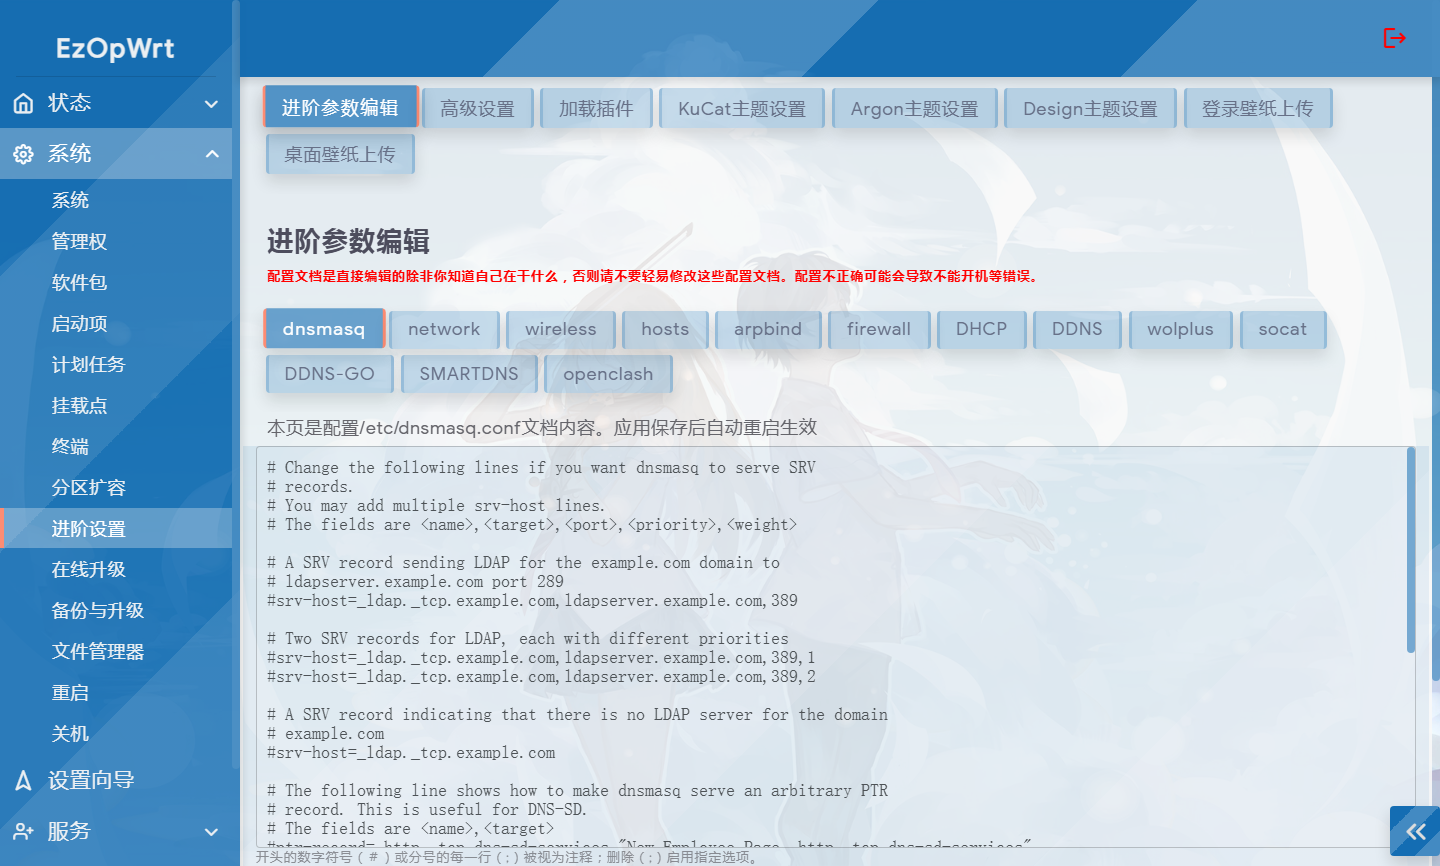 EzOpWrt
状态
系统
系统
管理权
软件包
启动项
计划任务
挂载点
终端
分区扩容
进阶设置
在线升级
备份与升级
文件管理器
重启
关机
设置向导
服务
进阶参数编辑 高级设置 加载插件 KuCat主题设置 Argon主题设置 Design主题设置 登录壁纸上传
桌面壁纸上传
进阶参数编辑
配置文档是直接编辑的除非你知道自己在干什么，否则请不要轻易修改这些配置文档。配置不正确可能会导致不能开机等错误。
dnsmasq network wireless hosts arpbind firewall DHCP DDNS wolplus socat
DDNS-GO SMARTDNS openclash
本页是配置/etc/dnsmasq.conf文档内容。应用保存后自动重启生效
# Change the following lines if you want dnsmasq to serve SRV
# records.
# You may add multiple srv-host lines.
# The fields are <name>,<target>,<port>,<priority>,<weight>
# A SRV record sending LDAP for the example.com domain to
# ldapserver.example.com port 289
#srv-host=_ldap._tcp.example.com,ldapserver.example.com,389
# Two SRV records for LDAP, each with different priorities
#srv-host=_ldap._tcp.example.com,ldapserver.example.com,389,1
#srv-host=_ldap._tcp.example.com,ldapserver.example.com,389,2
# A SRV record indicating that there is no LDAP server for the domain
# example.com
#srv-host=_ldap._tcp.example.com
# The following line shows how to make dnsmasq serve an arbitrary PTR
# record. This is useful for DNS-SD.
# The fields are <name>,<target>
#ptr-record=_http._tcp.dns-sd-services,"New Employee Page._http._tcp.dns-sd-services"
开头的数字符号（＃）或分号的每一行（;）被视为注释；删除（;）启用指定选项。